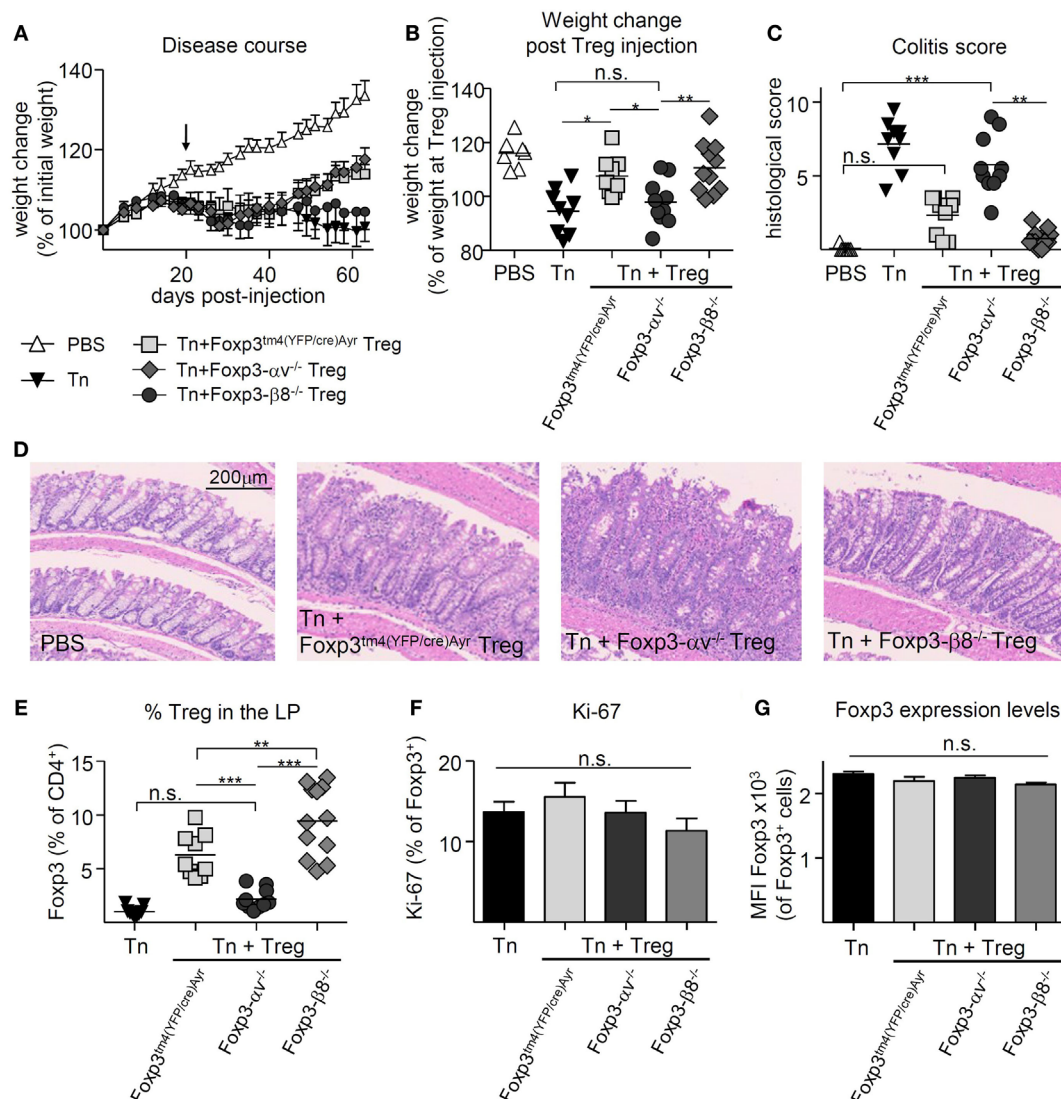 A
Disease course
weight change
(% of initial weight)
140
120
100
0
20
40
60
days post-injection
PBS
Tn
Tn+Foxp3tm4(YFP/cre)Ayr Treg
Tn+Foxp3-αv-/- Treg
Tn+Foxp3-β8-/- Treg
B
Weight change
post Treg injection
weight change
(% of weight at Treg injection)
140
120
100
80
n.s.
*
*
**
PBS
Tn
Tn + Treg
Foxp3tm4(YFP/cre)Ayr
Foxp3-αv-/-
Foxp3-β8-/-
C
Colitis score
histological score
10
5
***
**
n.s.
PBS
Tn
Tn + Treg
Foxp3tm4(YFP/cre)Ayr
Foxp3-αv-/-
Foxp3-β8-/-
D
200μm
PBS
Tn +
Foxp3tm4(YFP/cre)Ayr Treg
Tn + Foxp3-αv-/- Treg
Tn + Foxp3-β8-/- Treg
E
% Treg in the LP
Foxp3 (% of CD4+)
15
10
5
**
***
***
n.s.
Tn
Tn + Treg
Foxp3tm4(YFP/cre)Ayr
Foxp3-αv-/-
Foxp3-β8-/-
F
Ki-67
Ki-67 (% of Foxp3+)
20
10
n.s.
Tn
Tn + Treg
Foxp3tm4(YFP/cre)Ayr
Foxp3-αv-/-
Foxp3-β8-/-
G
Foxp3 expression levels
MFI Foxp3 x103
(of Foxp3+ cells)
2
1
n.s.
Tn
Tn + Treg
Foxp3tm4(YFP/cre)Ayr
Foxp3-αv-/-
Foxp3-β8-/-